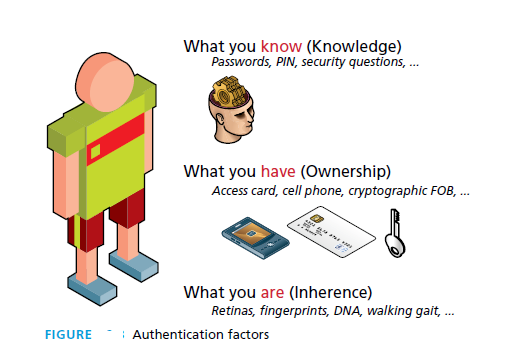 What you know (Knowledge)
Passwords, PIN, security questions, ...
What you have (Ownership)
Access card, cell phone, cryptographic FOB, ...
What you are (Inherence)
Retinas, fingerprints, DNA, walking gait, ...
FIGURE Authentication factors